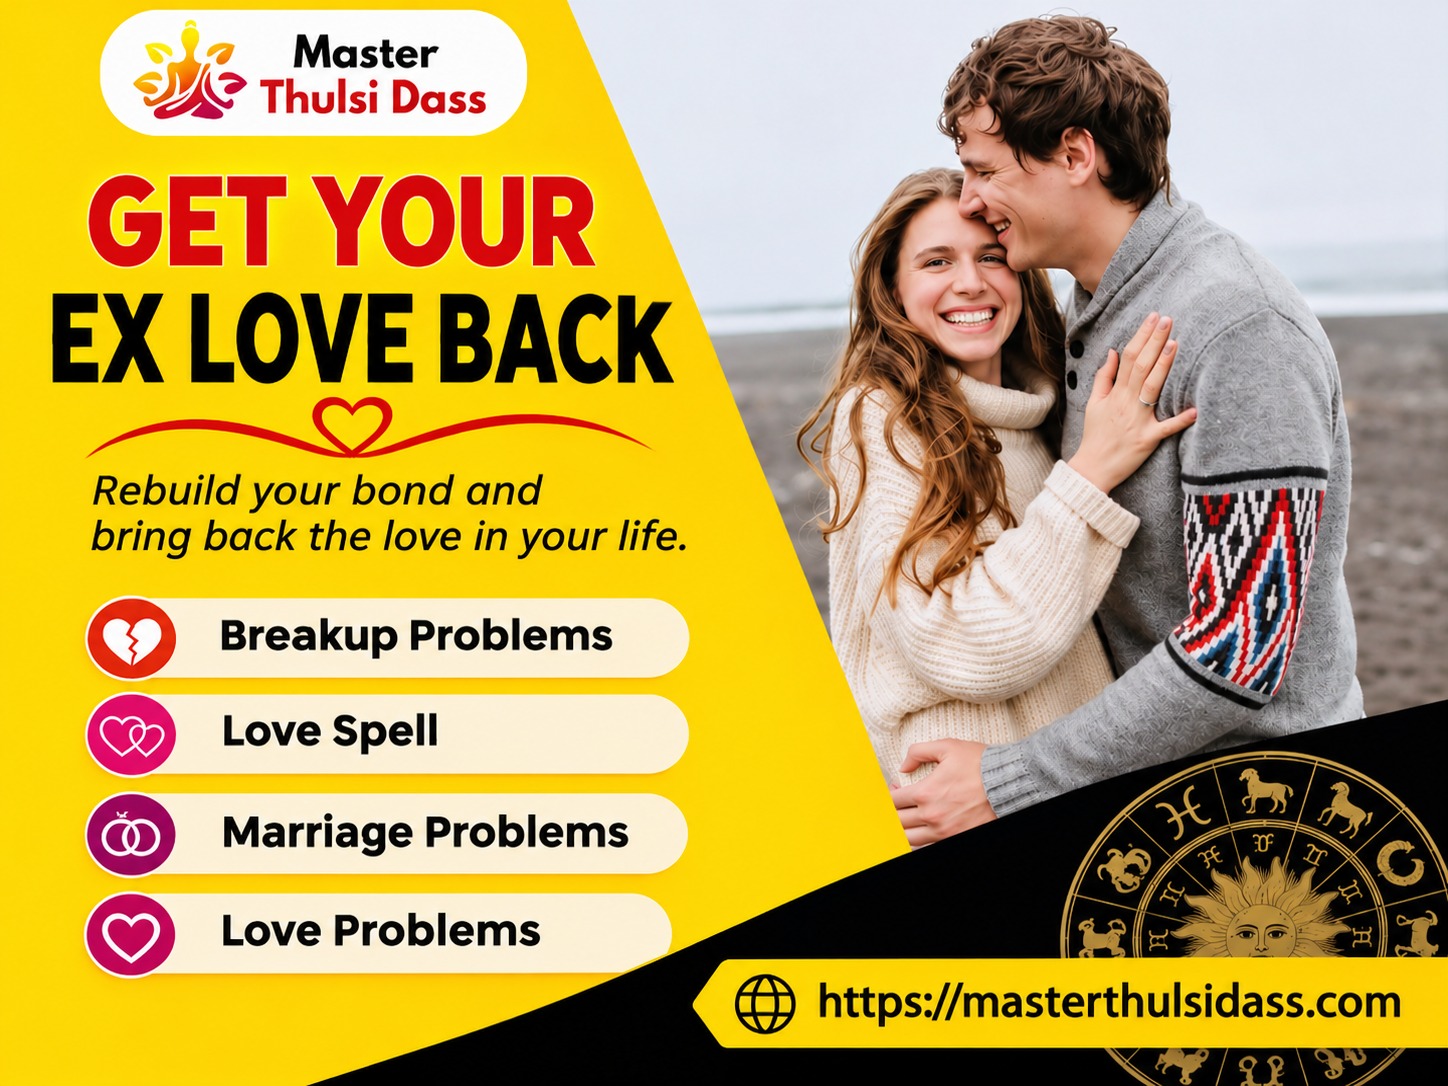 Master
Thulsi Dass
GET YOUR
EX LOVE BACK
Rebuild your bond and
bring back the love in your life.
Breakup Problems
Love Spell
Marriage Problems
Love Problems
https://masterthulsidass.com